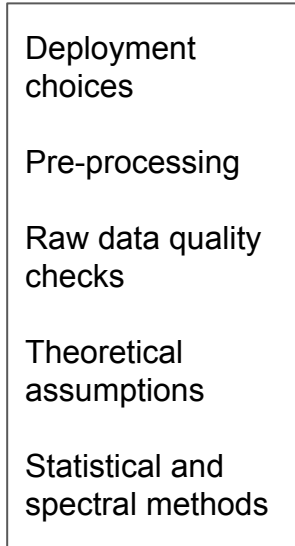 Deployment
choices
Pre-processing
Raw data quality
checks
Theoretical
assumptions
Statistical and
spectral methods